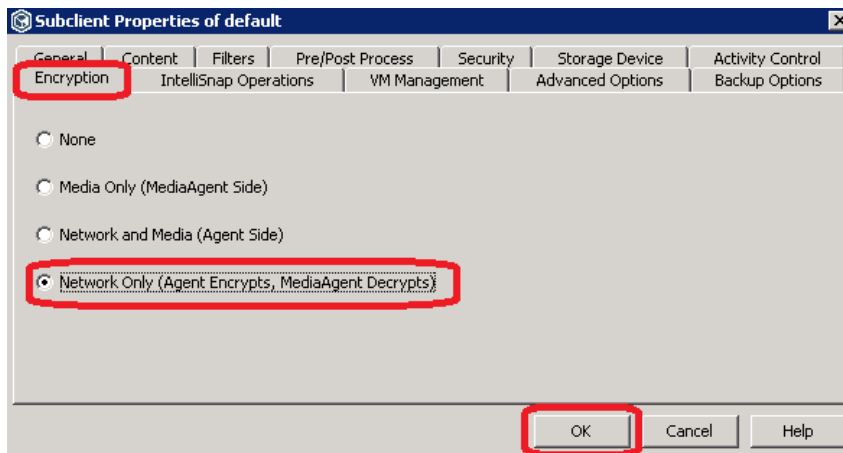 Subclient Properties of default
General Content Filters Pre/Post Process Security Storage Device Activity Control
Encryption IntelliSnap Operations VM Management Advanced Options Backup Options
None
Media Only (MediaAgent Side)
Network and Media (Agent Side)
Network Only (Agent Encrypts, MediaAgent Decrypts)
OK Cancel Help